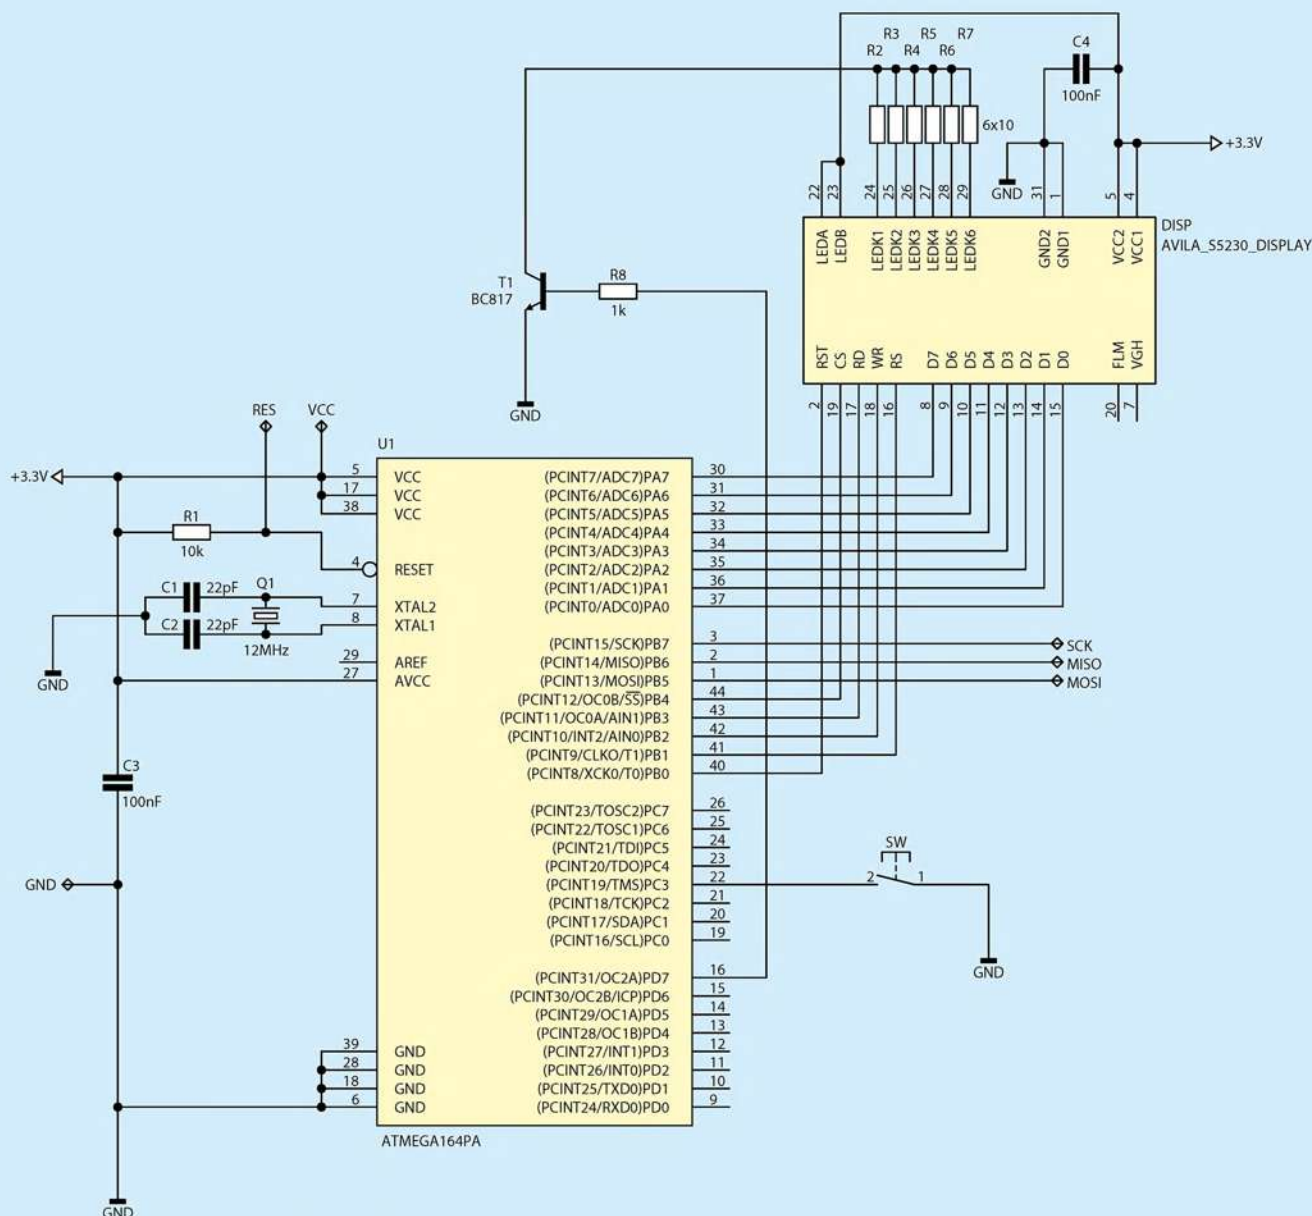 R3 R5 R7
R2 R4 R6
C4
100nF
6x10
+3.3V
GND
22 23 24 25 26 27 28 29 31 1 5 4
LEDA LEDB LEDK1 LEDK2 LEDK3 LEDK4 LEDK5 LEDK6 GND2 GND1 VCC2 VCC1
DISP
AVILA_S5230_DISPLAY
RST CS RD WR RS D7 D6 D5 D4 D3 D2 D1 D0 FLM VGH
2 19 17 18 16 8 9 10 11 12 13 14 15 20 7
T1
BC817
R8
1k
GND
RES VCC
U1
+3.3V
5 VCC
17 VCC
38 VCC
R1
10k
4 RESET
C1 22pF Q1
7 XTAL2
C2 22pF
8 XTAL1
12MHz
GND
29 AREF
27 AVCC
C3
100nF
GND
39 GND
28 GND
18 GND
6 GND
GND
(PCINT7/ADC7)PA7 30
(PCINT6/ADC6)PA6 31
(PCINT5/ADC5)PA5 32
(PCINT4/ADC4)PA4 33
(PCINT3/ADC3)PA3 34
(PCINT2/ADC2)PA2 35
(PCINT1/ADC1)PA1 36
(PCINT0/ADC0)PA0 37
(PCINT15/SCK)PB7 3 SCK
(PCINT14/MISO)PB6 2 MISO
(PCINT13/MOSI)PB5 1 MOSI
(PCINT12/OC0B/SS)PB4 44
(PCINT11/OC0A/AIN1)PB3 43
(PCINT10/INT2/AIN0)PB2 42
(PCINT9/CLKO/T1)PB1 41
(PCINT8/XCK0/T0)PB0 40
(PCINT23/TOSC2)PC7 26
(PCINT22/TOSC1)PC6 25
(PCINT21/TDI)PC5 24
(PCINT20/TDO)PC4 23
(PCINT19/TMS)PC3 22
(PCINT18/TCK)PC2 21
(PCINT17/SDA)PC1 20
(PCINT16/SCL)PC0 19
SW
2 1
GND
(PCINT31/OC2A)PD7 16
(PCINT30/OC2B/ICP)PD6 15
(PCINT29/OC1A)PD5 14
(PCINT28/OC1B)PD4 13
(PCINT27/INT1)PD3 12
(PCINT26/INT0)PD2 11
(PCINT25/TXD0)PD1 10
(PCINT24/RXD0)PD0 9
ATMEGA164PA